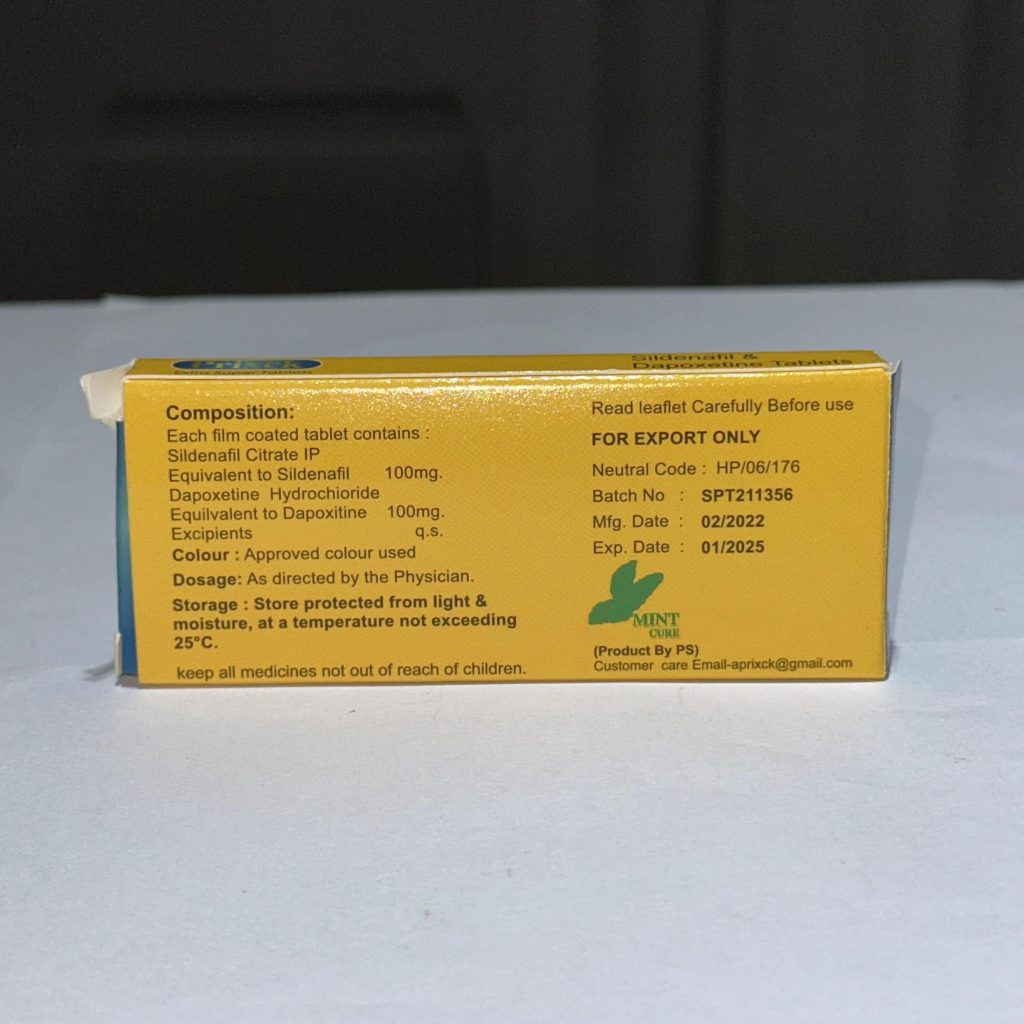 Aprixck
Extra Super Tablets
Sildenafil &
Dapoxetine Tablets
Composition:
Each film coated tablet contains :
Sildenafil Citrate IP
Equivalent to Sildenafil 100mg.
Dapoxetine Hydrochioride
Equilvalent to Dapoxitine 100mg.
Excipients q.s.
Colour : Approved colour used
Dosage: As directed by the Physician.
Storage : Store protected from light &
moisture, at a temperature not exceeding
25°C.
keep all medicines not out of reach of children.
Read leaflet Carefully Before use
FOR EXPORT ONLY
Neutral Code : HP/06/176
Batch No : SPT211356
Mfg. Date : 02/2022
Exp. Date : 01/2025
MINT
CURE
(Product By PS)
Customer care Email-aprixck@gmail.com